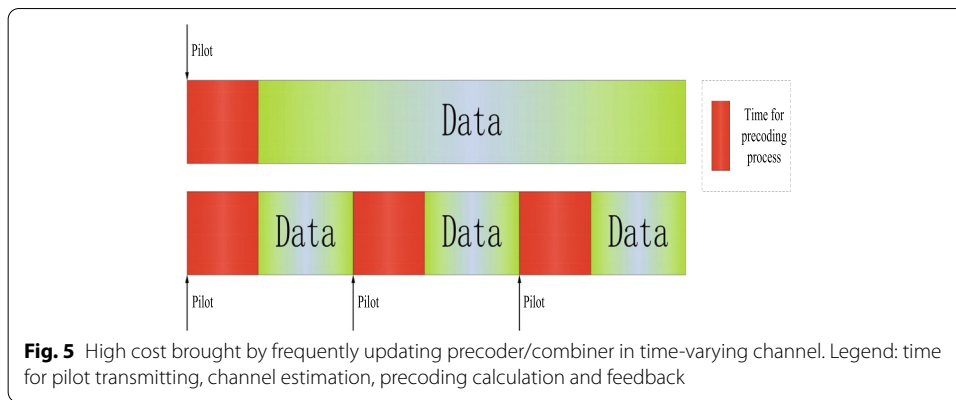 Pilot
Data
Time for
precoding
process
Data
Data
Data
Pilot
Pilot
Pilot
Fig. 5 High cost brought by frequently updating precoder/combiner in time-varying channel. Legend: time
for pilot transmitting, channel estimation, precoding calculation and feedback